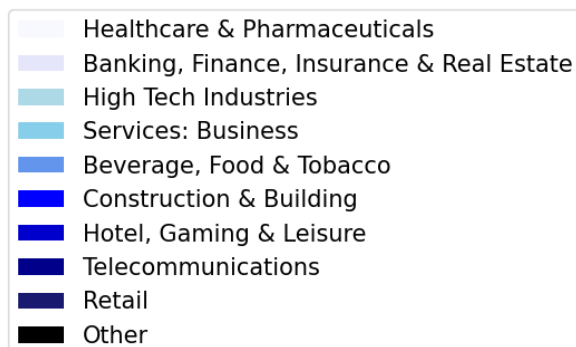 Healthcare & Pharmaceuticals
Banking, Finance, Insurance & Real Estate
High Tech Industries
Services: Business
Beverage, Food & Tobacco
Construction & Building
Hotel, Gaming & Leisure
Telecommunications
Retail
Other